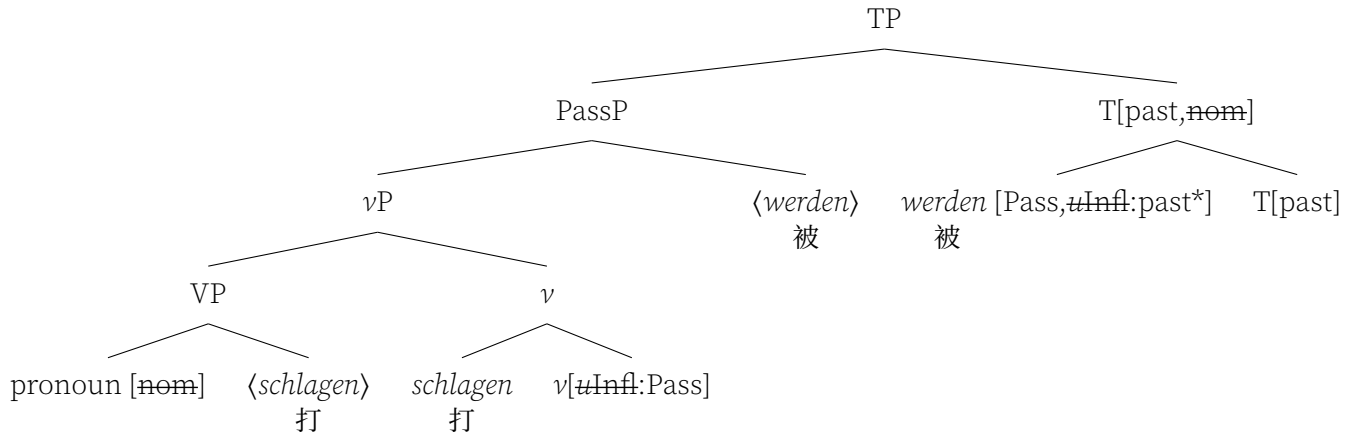 TP
PassP T[past,nom]
vP ⟨werden⟩ werden [Pass,uInfl:past*] T[past]
被 被
VP v
pronoun [nom] ⟨schlagen⟩ schlagen v[uInfl:Pass]
打 打